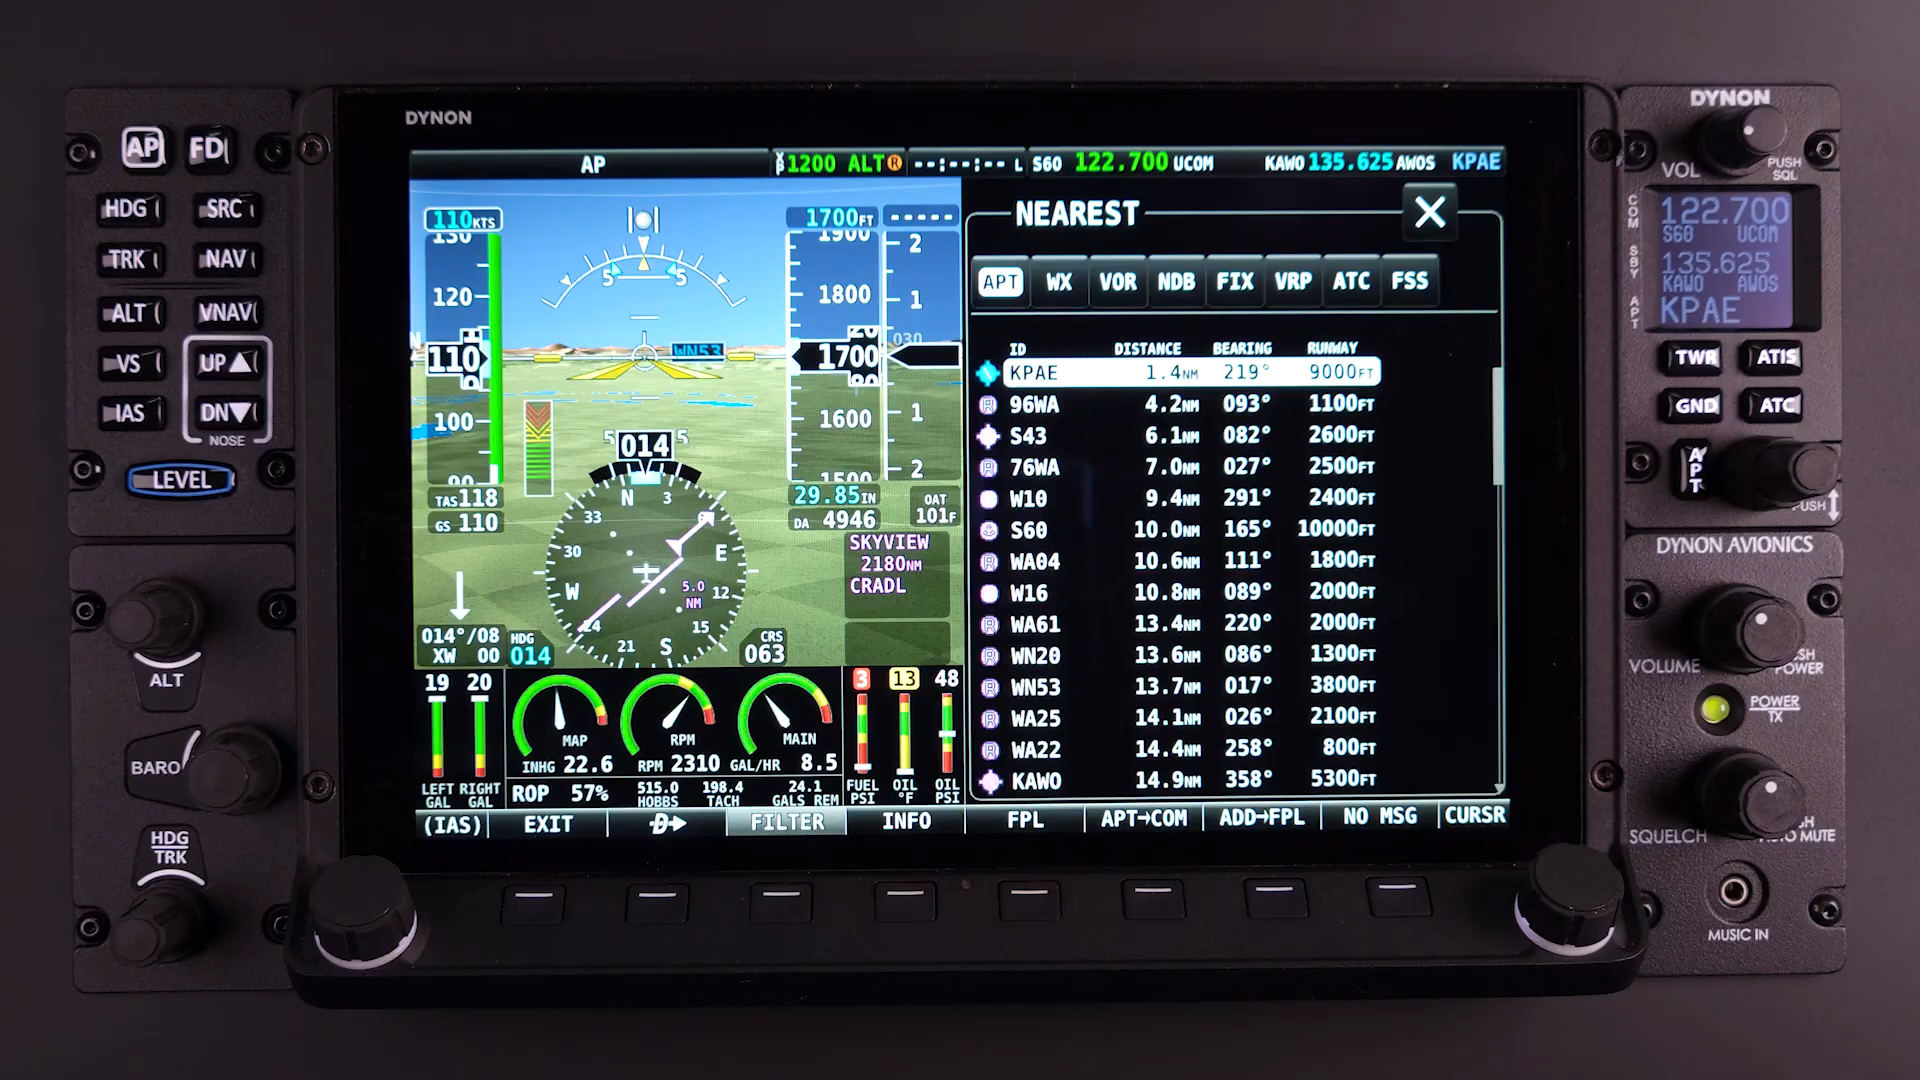 DYNON
AP
1200 ALT R
--:--:-- L
S60 122.700 UCOM
KAWO 135.625 AWOS
KPAE
110KTS
130
120
110
100
90
TAS 118
GS 110
5 5
WN53
1700FT
1900
1800
20
1700
80
1600
1500
-----
2
1
030
1
2
29.85IN
DA 4946
OAT
101F
SKYVIEW
2180NM
CRADL
5 014 5
N 3 E 12 15 S 21 24 W 30 33
5.0
NM
014°/08
XW 00
HDG
014
CRS
063
19 20
LEFT GAL
RIGHT GAL
MAP
INHG 22.6
RPM
RPM 2310
MAIN
GAL/HR 8.5
ROP 57%
515.0
HOBBS
198.4
TACH
24.1
GALS REM
3 13 48
FUEL PSI
OIL °F
OIL PSI
NEAREST
X
APT WX VOR NDB FIX VRP ATC FSS
ID DISTANCE BEARING RUNWAY
KPAE 1.4NM 219° 9000FT
R 96WA 4.2NM 093° 1100FT
S43 6.1NM 082° 2600FT
R 76WA 7.0NM 027° 2500FT
W10 9.4NM 291° 2400FT
S60 10.0NM 165° 10000FT
R WA04 10.6NM 111° 1800FT
W16 10.8NM 089° 2000FT
R WA61 13.4NM 220° 2000FT
R WN20 13.6NM 086° 1300FT
R WN53 13.7NM 017° 3800FT
R WA25 14.1NM 026° 2100FT
R WA22 14.4NM 258° 800FT
KAWO 14.9NM 358° 5300FT
(IAS) EXIT D FILTER INFO FPL APT→COM ADD→FPL NO MSG CURSR
AP FD
HDG SRC
TRK NAV
ALT VNAV
VS UP▲
IAS DN▼
NOSE
LEVEL
ALT
BARO
HDG
TRK
DYNON
VOL
PUSH
SQL
COM
122.700
S60 UCOM
SBY
135.625
KAWO AWOS
APT
KPAE
TWR ATIS
GND ATC
APT
PUSH
DYNON AVIONICS
VOLUME
POWER
POWER
TX
SQUELCH
MUTE
MUSIC IN